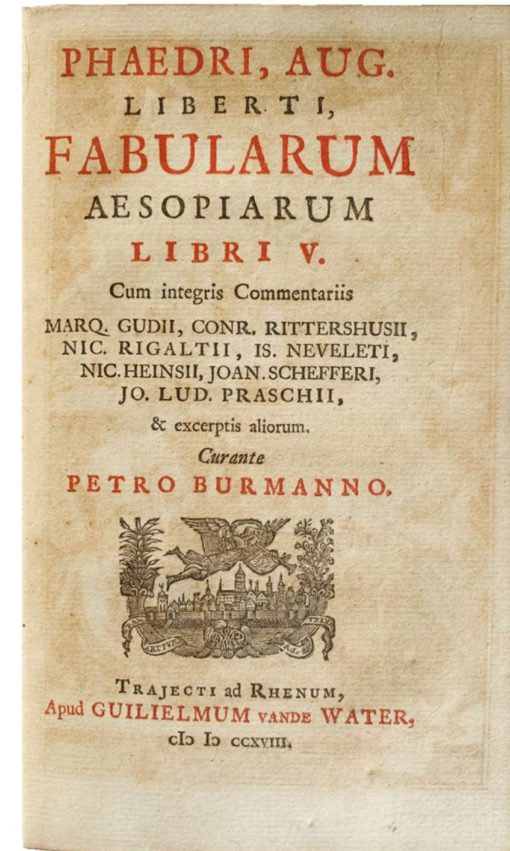 PHAEDRI, AUG.
LIBERTI,
FABULARUM
AESOPIARUM
LIBRI V.
Cum integris Commentariis
MARQ. GUDII, CONR. RITTERSHUSII,
NIC. RIGALTII, IS. NEVELETI,
NIC. HEINSII, JOAN. SCHEFFERI,
JO. LUD. PRASCHII,
& excerptis aliorum.
Curante
PETRO BURMANNO.
TRAJECTI ad RHENUM,
Apud GUILIELMUM VANDE WATER,
cIɔ Iɔ ccxviii.